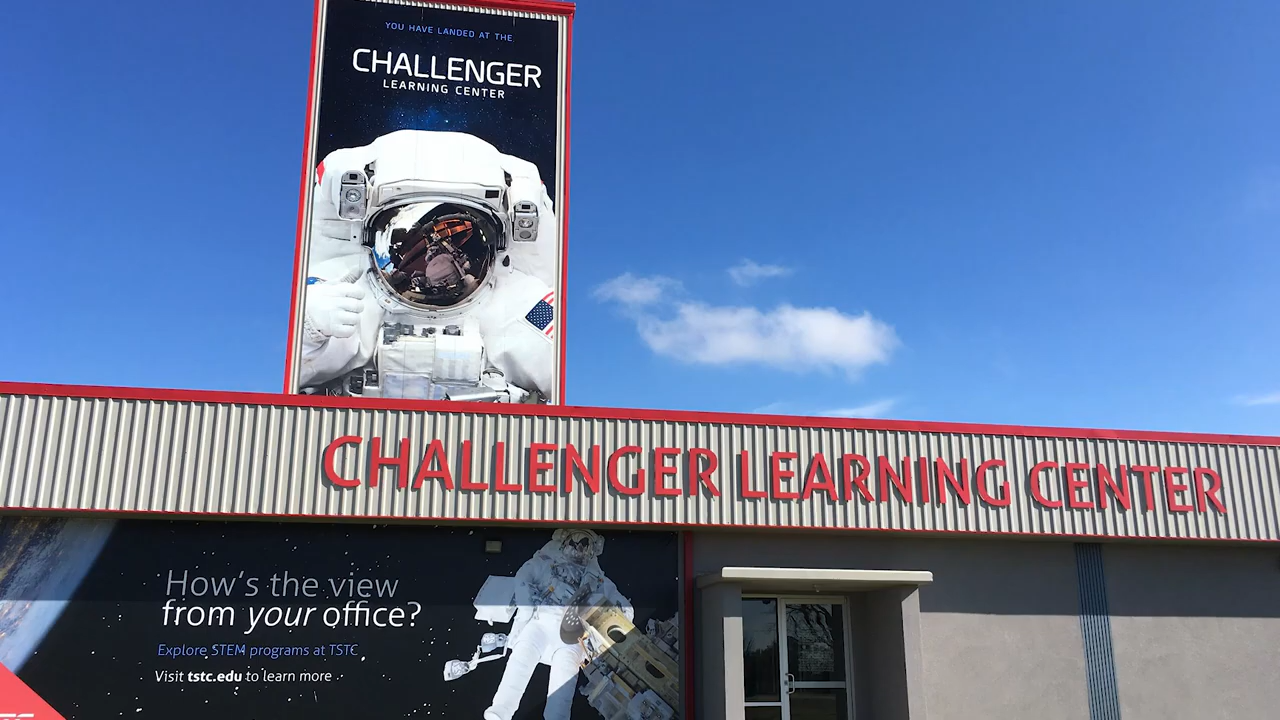 YOU HAVE LANDED AT THE
CHALLENGER
LEARNING CENTER
CHALLENGER LEARNING CENTER
How's the view
from your office?
Explore STEM programs at TSTC
Visit tstc.edu to learn more